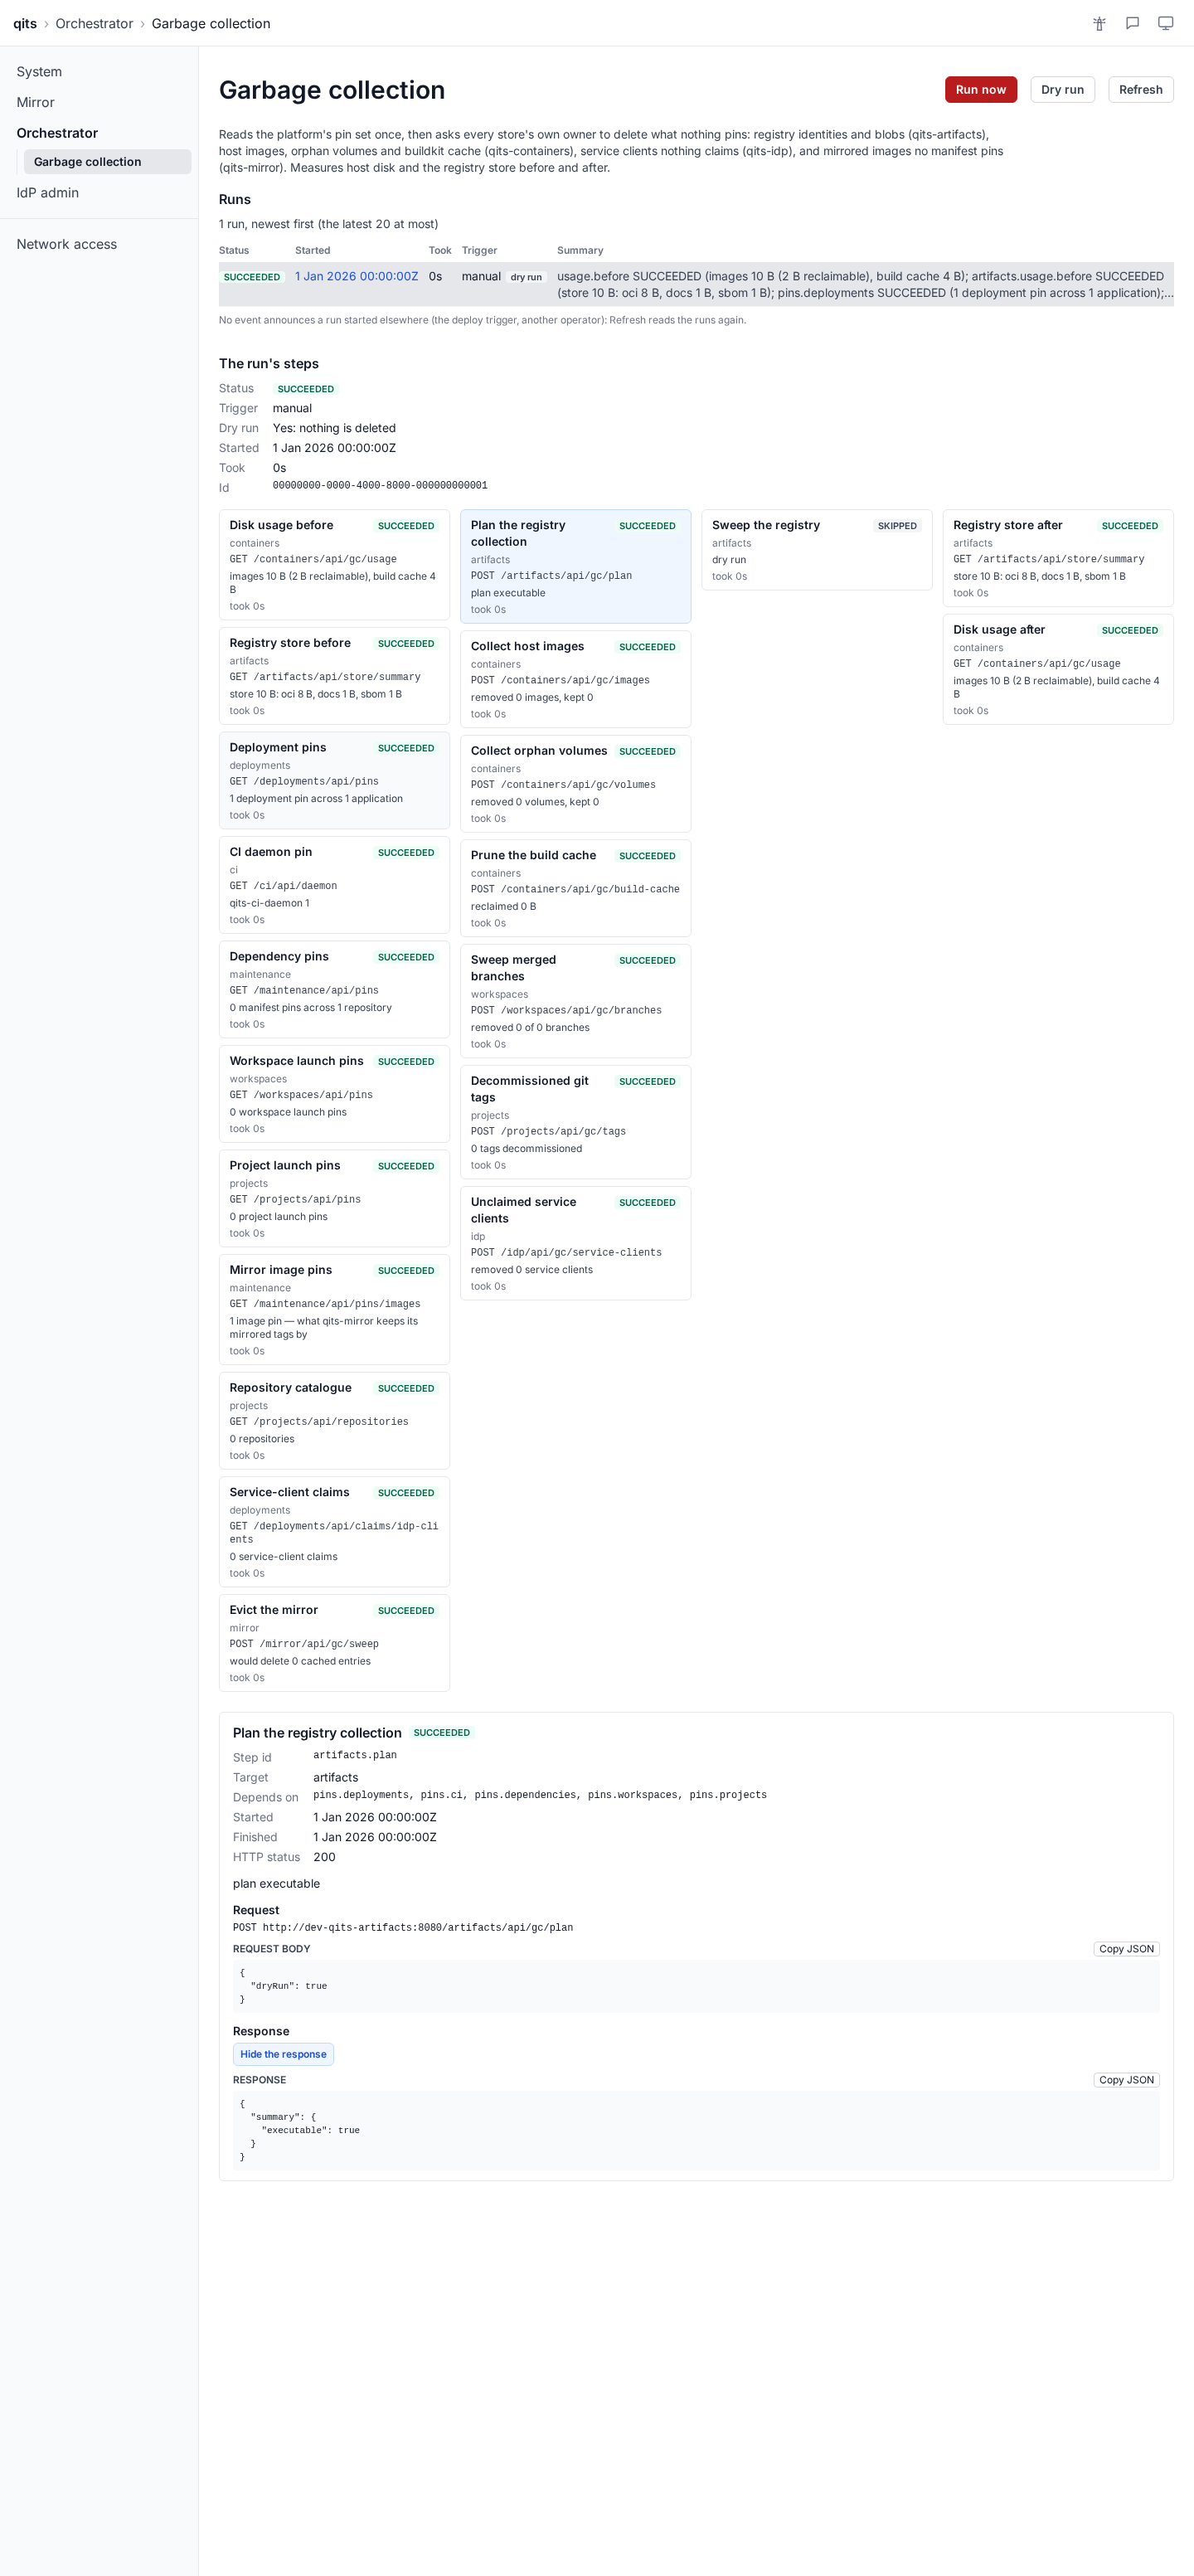 qits › Orchestrator › Garbage collection
System
Mirror
Orchestrator
Garbage collection
IdP admin
Network access
Garbage collection
Run now
Dry run
Refresh
Reads the platform's pin set once, then asks every store's own owner to delete what nothing pins: registry identities and blobs (qits-artifacts),
host images, orphan volumes and buildkit cache (qits-containers), service clients nothing claims (qits-idp), and mirrored images no manifest pins
(qits-mirror). Measures host disk and the registry store before and after.
Runs
1 run, newest first (the latest 20 at most)
Status Started Took Trigger Summary
SUCCEEDED 1 Jan 2026 00:00:00Z 0s manual dry run usage.before SUCCEEDED (images 10 B (2 B reclaimable), build cache 4 B); artifacts.usage.before SUCCEEDED
(store 10 B: oci 8 B, docs 1 B, sbom 1 B); pins.deployments SUCCEEDED (1 deployment pin across 1 application);...
No event announces a run started elsewhere (the deploy trigger, another operator): Refresh reads the runs again.
The run's steps
Status SUCCEEDED
Trigger manual
Dry run Yes: nothing is deleted
Started 1 Jan 2026 00:00:00Z
Took 0s
Id 00000000-0000-4000-8000-000000000001
Disk usage before SUCCEEDED
containers
GET /containers/api/gc/usage
images 10 B (2 B reclaimable), build cache 4
B
took 0s
Registry store before SUCCEEDED
artifacts
GET /artifacts/api/store/summary
store 10 B: oci 8 B, docs 1 B, sbom 1 B
took 0s
Deployment pins SUCCEEDED
deployments
GET /deployments/api/pins
1 deployment pin across 1 application
took 0s
CI daemon pin SUCCEEDED
ci
GET /ci/api/daemon
qits-ci-daemon 1
took 0s
Dependency pins SUCCEEDED
maintenance
GET /maintenance/api/pins
0 manifest pins across 1 repository
took 0s
Workspace launch pins SUCCEEDED
workspaces
GET /workspaces/api/pins
0 workspace launch pins
took 0s
Project launch pins SUCCEEDED
projects
GET /projects/api/pins
0 project launch pins
took 0s
Mirror image pins SUCCEEDED
maintenance
GET /maintenance/api/pins/images
1 image pin — what qits-mirror keeps its
mirrored tags by
took 0s
Repository catalogue SUCCEEDED
projects
GET /projects/api/repositories
0 repositories
took 0s
Service-client claims SUCCEEDED
deployments
GET /deployments/api/claims/idp-cli
ents
0 service-client claims
took 0s
Evict the mirror SUCCEEDED
mirror
POST /mirror/api/gc/sweep
would delete 0 cached entries
took 0s
Plan the registry SUCCEEDED
collection
artifacts
POST /artifacts/api/gc/plan
plan executable
took 0s
Collect host images SUCCEEDED
containers
POST /containers/api/gc/images
removed 0 images, kept 0
took 0s
Collect orphan volumes SUCCEEDED
containers
POST /containers/api/gc/volumes
removed 0 volumes, kept 0
took 0s
Prune the build cache SUCCEEDED
containers
POST /containers/api/gc/build-cache
reclaimed 0 B
took 0s
Sweep merged SUCCEEDED
branches
workspaces
POST /workspaces/api/gc/branches
removed 0 of 0 branches
took 0s
Decommissioned git SUCCEEDED
tags
projects
POST /projects/api/gc/tags
0 tags decommissioned
took 0s
Unclaimed service SUCCEEDED
clients
idp
POST /idp/api/gc/service-clients
removed 0 service clients
took 0s
Sweep the registry SKIPPED
artifacts
dry run
took 0s
Registry store after SUCCEEDED
artifacts
GET /artifacts/api/store/summary
store 10 B: oci 8 B, docs 1 B, sbom 1 B
took 0s
Disk usage after SUCCEEDED
containers
GET /containers/api/gc/usage
images 10 B (2 B reclaimable), build cache 4
B
took 0s
Plan the registry collection SUCCEEDED
Step id artifacts.plan
Target artifacts
Depends on pins.deployments, pins.ci, pins.dependencies, pins.workspaces, pins.projects
Started 1 Jan 2026 00:00:00Z
Finished 1 Jan 2026 00:00:00Z
HTTP status 200
plan executable
Request
POST http://dev-qits-artifacts:8080/artifacts/api/gc/plan
REQUEST BODY Copy JSON
{
"dryRun": true
}
Response
Hide the response
RESPONSE Copy JSON
{
"summary": {
"executable": true
}
}